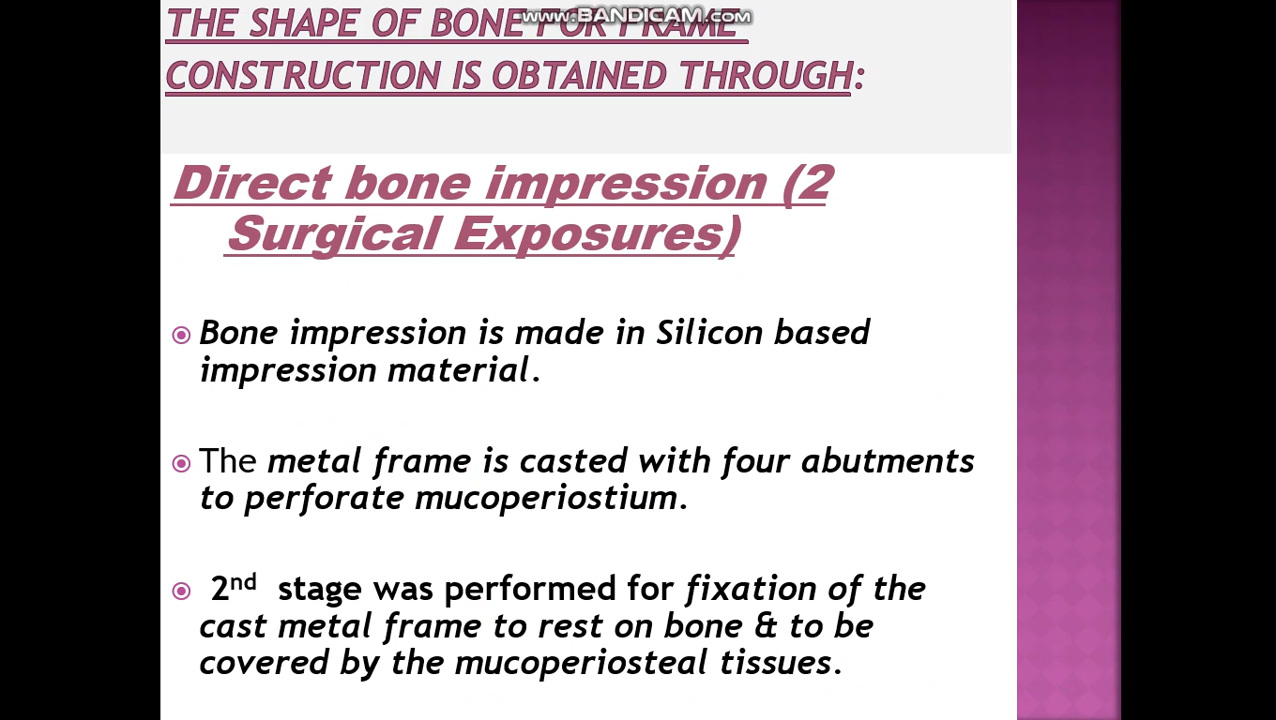 www.BANDICAM.com
THE SHAPE OF BONE FOR FRAME
CONSTRUCTION IS OBTAINED THROUGH:
Direct bone impression (2
Surgical Exposures)
Bone impression is made in Silicon based
impression material.
The metal frame is casted with four abutments
to perforate mucoperiostium.
2nd stage was performed for fixation of the
cast metal frame to rest on bone & to be
covered by the mucoperiosteal tissues.